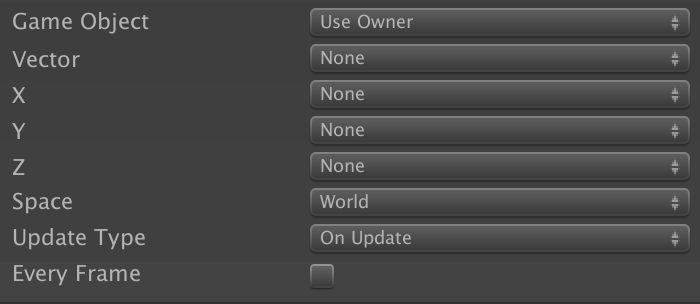 Game Object Use Owner
Vector None
X None
Y None
Z None
Space World
Update Type On Update
Every Frame